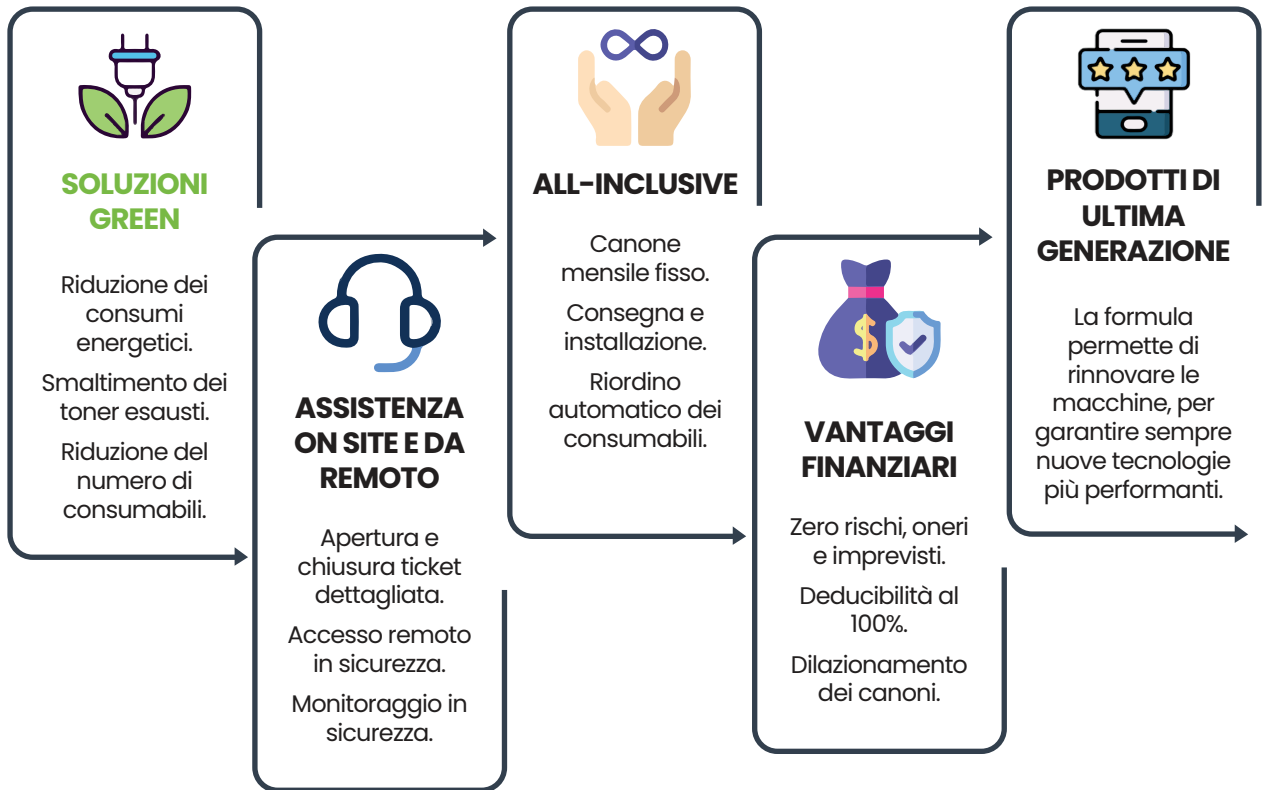 SOLUZIONI
GREEN
Riduzione dei
consumi
energetici.
Smaltimento dei
toner esausti.
Riduzione del
numero di
consumabili.
ASSISTENZA
ON SITE E DA
REMOTO
Apertura e
chiusura ticket
dettagliata.
Accesso remoto
in sicurezza.
Monitoraggio in
sicurezza.
ALL-INCLUSIVE
Canone
mensile fisso.
Consegna e
installazione.
Riordino
automatico dei
consumabili.
$
VANTAGGI
FINANZIARI
Zero rischi, oneri
e imprevisti.
Deducibilità al
100%.
Dilazionamento
dei canoni.
PRODOTTI DI
ULTIMA
GENERAZIONE
La formula
permette di
rinnovare le
macchine, per
garantire sempre
nuove tecnologie
più performanti.